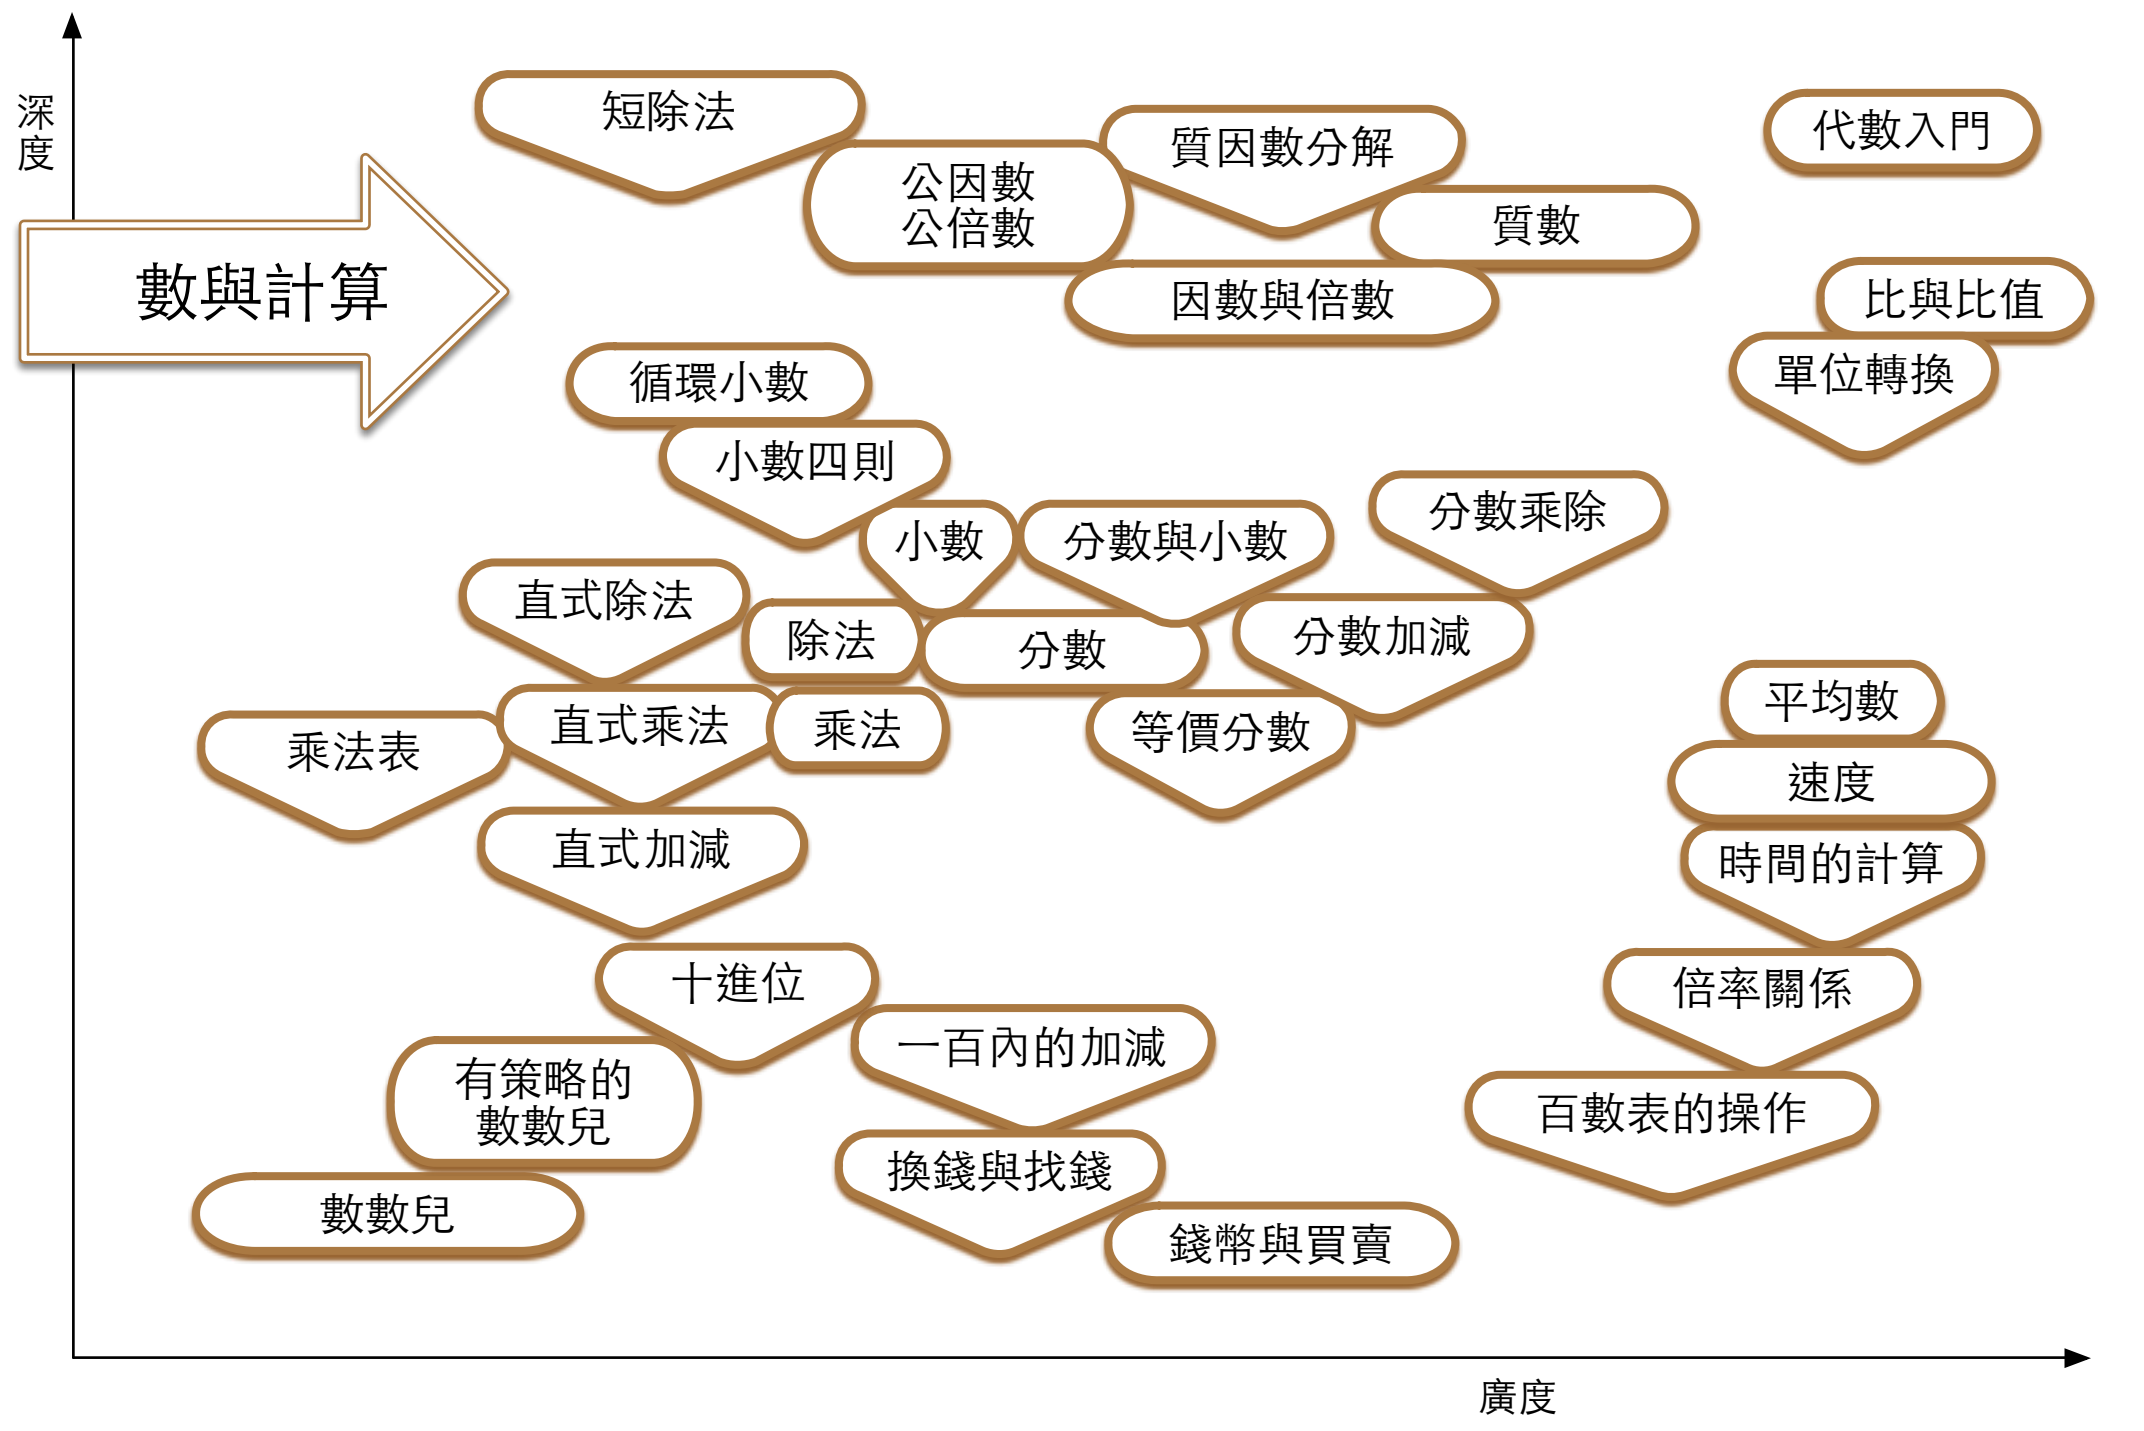 深
度
短除法
質因數分解
代數入門
公因數
公倍數
質數
數與計算
因數與倍數
比與比值
循環小數
單位轉換
小數四則
分數乘除
小數
分數與小數
直式除法
除法
分數
分數加減
平均數
乘法表
直式乘法
乘法
等價分數
速度
直式加減
時間的計算
十進位
倍率關係
一百內的加減
有策略的
數數兒
百數表的操作
換錢與找錢
數數兒
錢幣與買賣
廣度